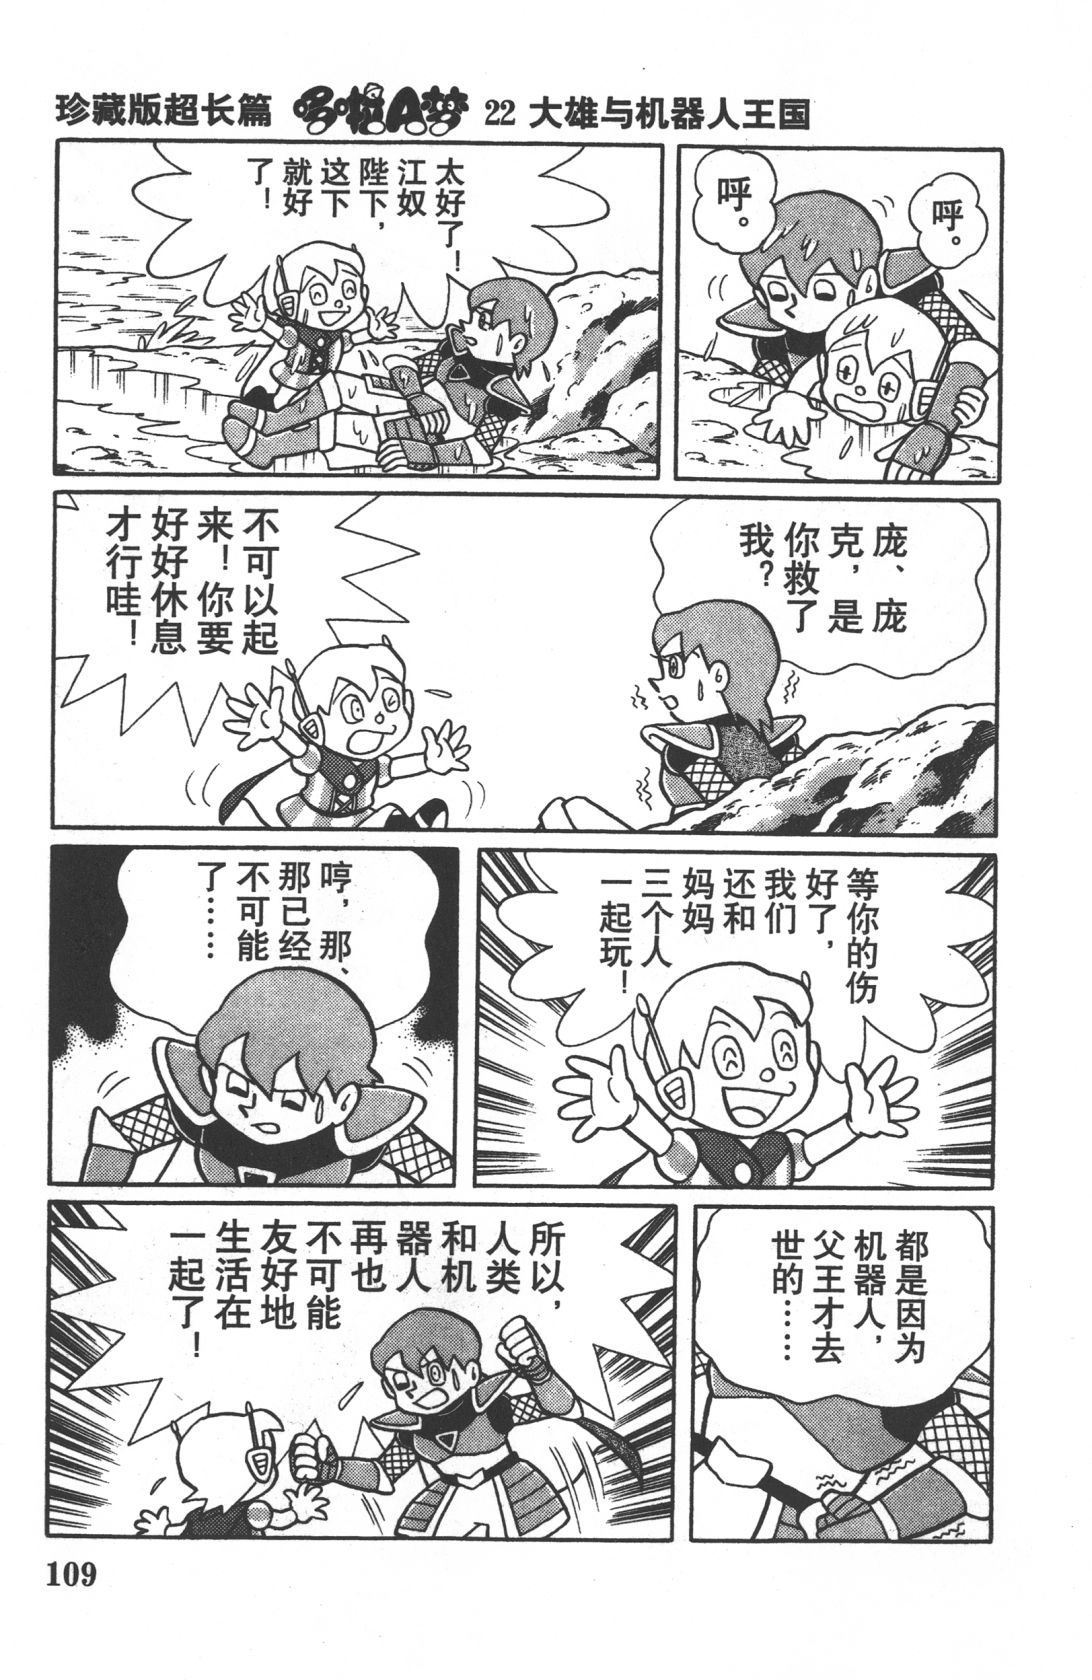 珍藏版超长篇 哆啦A梦 22 大雄与机器人王国
呼。
呼。
太好了！
江奴
陛下，
这下
就好
了！
庞、庞
克，是
你救了
我？
不可以起
来！你要
好好休息
才行哇！
等你的伤
好了，
我们
还和
妈妈
三个人
一起玩！
哼，那、
那已经
不可能
了……
都是因为
机器人，
父王才去
世的……
所以，
人类
和机
器人
再也
不可能
友好地
生活在
一起了！
109